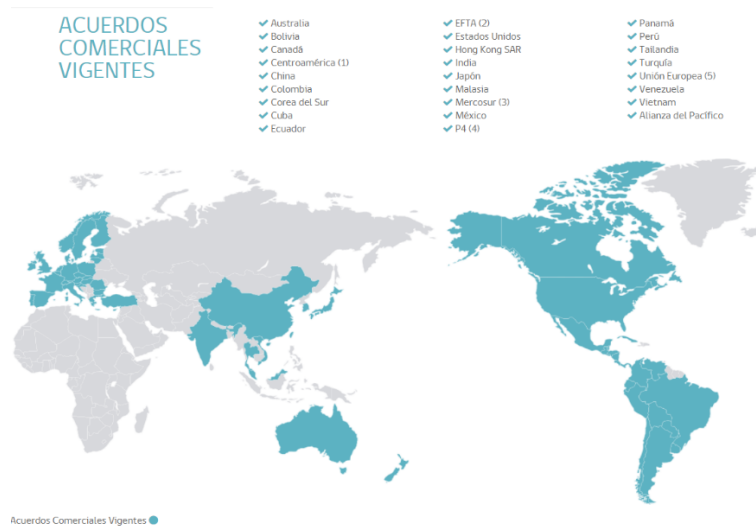 ACUERDOS
COMERCIALES
VIGENTES
Australia
Bolivia
Canadá
Centroamérica (1)
China
Colombia
Corea del Sur
Cuba
Ecuador
EFTA (2)
Estados Unidos
Hong Kong SAR
India
Japón
Malasia
Mercosur (3)
México
P4 (4)
Panamá
Perú
Tailandia
Turquía
Unión Europea (5)
Venezuela
Vietnam
Alianza del Pacífico
Acuerdos Comerciales Vigentes